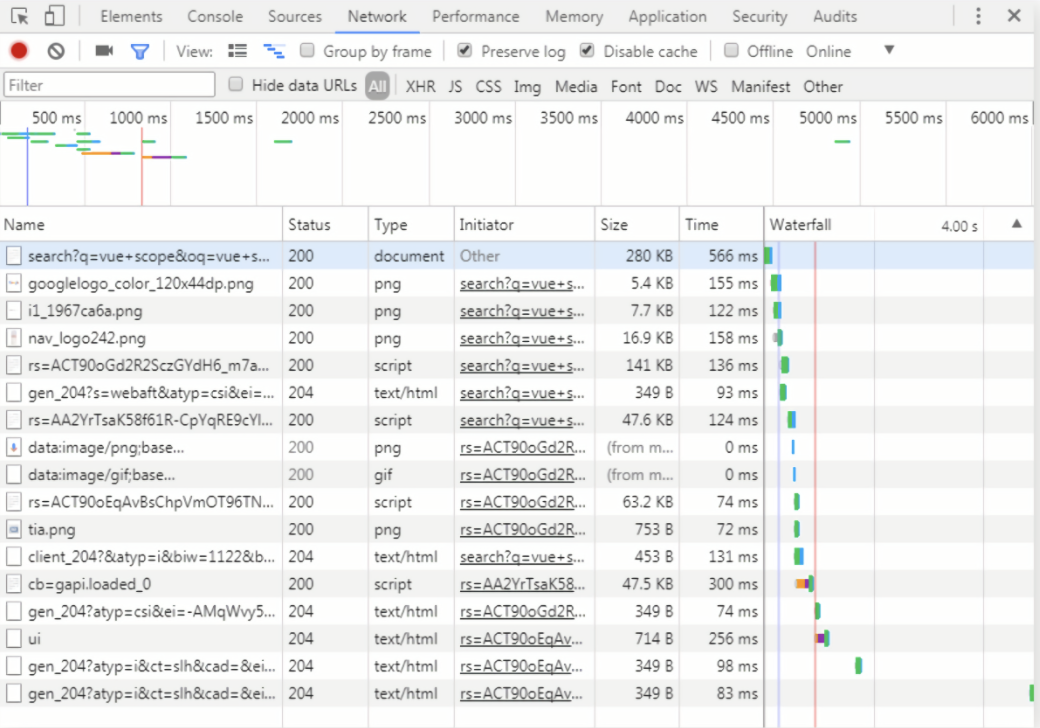 Elements Console Sources Network Performance Memory Application Security Audits
View: Group by frame Preserve log Disable cache Offline Online
Filter Hide data URLs All XHR JS CSS Img Media Font Doc WS Manifest Other
500 ms 1000 ms 1500 ms 2000 ms 2500 ms 3000 ms 3500 ms 4000 ms 4500 ms 5000 ms 5500 ms 6000 ms
Name Status Type Initiator Size Time Waterfall 4.00 s
search?q=vue+scope&oq=vue+s... 200 document Other 280 KB 566 ms
googlelogo_color_120x44dp.png 200 png search?q=vue+s... 5.4 KB 155 ms
i1_1967ca6a.png 200 png search?q=vue+s... 7.7 KB 122 ms
nav_logo242.png 200 png search?q=vue+s... 16.9 KB 158 ms
rs=ACT90oGd2R2SczGYdH6_m7a... 200 script search?q=vue+s... 141 KB 136 ms
gen_204?s=webaft&atyp=csi&ei=... 204 text/html search?q=vue+s... 349 B 93 ms
rs=AA2YrTsaK58f61R-CpYqRE9cYl... 200 script search?q=vue+s... 47.6 KB 124 ms
data:image/png;base... 200 png rs=ACT90oGd2R... (from m... 0 ms
data:image/gif;base... 200 gif rs=ACT90oGd2R... (from m... 0 ms
rs=ACT90oEqAvBsChpVmOT96TN... 200 script rs=ACT90oGd2R... 63.2 KB 74 ms
tia.png 200 png rs=ACT90oGd2R... 753 B 72 ms
client_204?&atyp=i&biw=1122&b... 204 text/html search?q=vue+s... 453 B 131 ms
cb=gapi.loaded_0 200 script rs=AA2YrTsaK58... 47.5 KB 300 ms
gen_204?atyp=csi&ei=-AMqWvy5... 204 text/html rs=ACT90oGd2R... 349 B 74 ms
ui 204 text/html rs=ACT90oEqAv... 714 B 256 ms
gen_204?atyp=i&ct=slh&cad=&ei... 204 text/html rs=ACT90oEqAv... 349 B 98 ms
gen_204?atyp=i&ct=slh&cad=&ei... 204 text/html rs=ACT90oEqAv... 349 B 83 ms